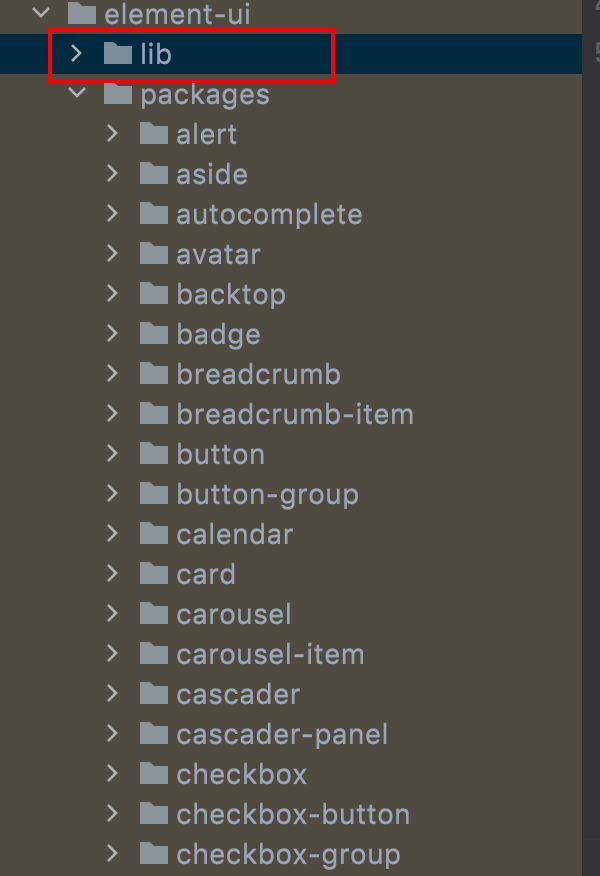 element-ui
lib
packages
alert
aside
autocomplete
avatar
backtop
badge
breadcrumb
breadcrumb-item
button
button-group
calendar
card
carousel
carousel-item
cascader
cascader-panel
checkbox
checkbox-button
checkbox-group